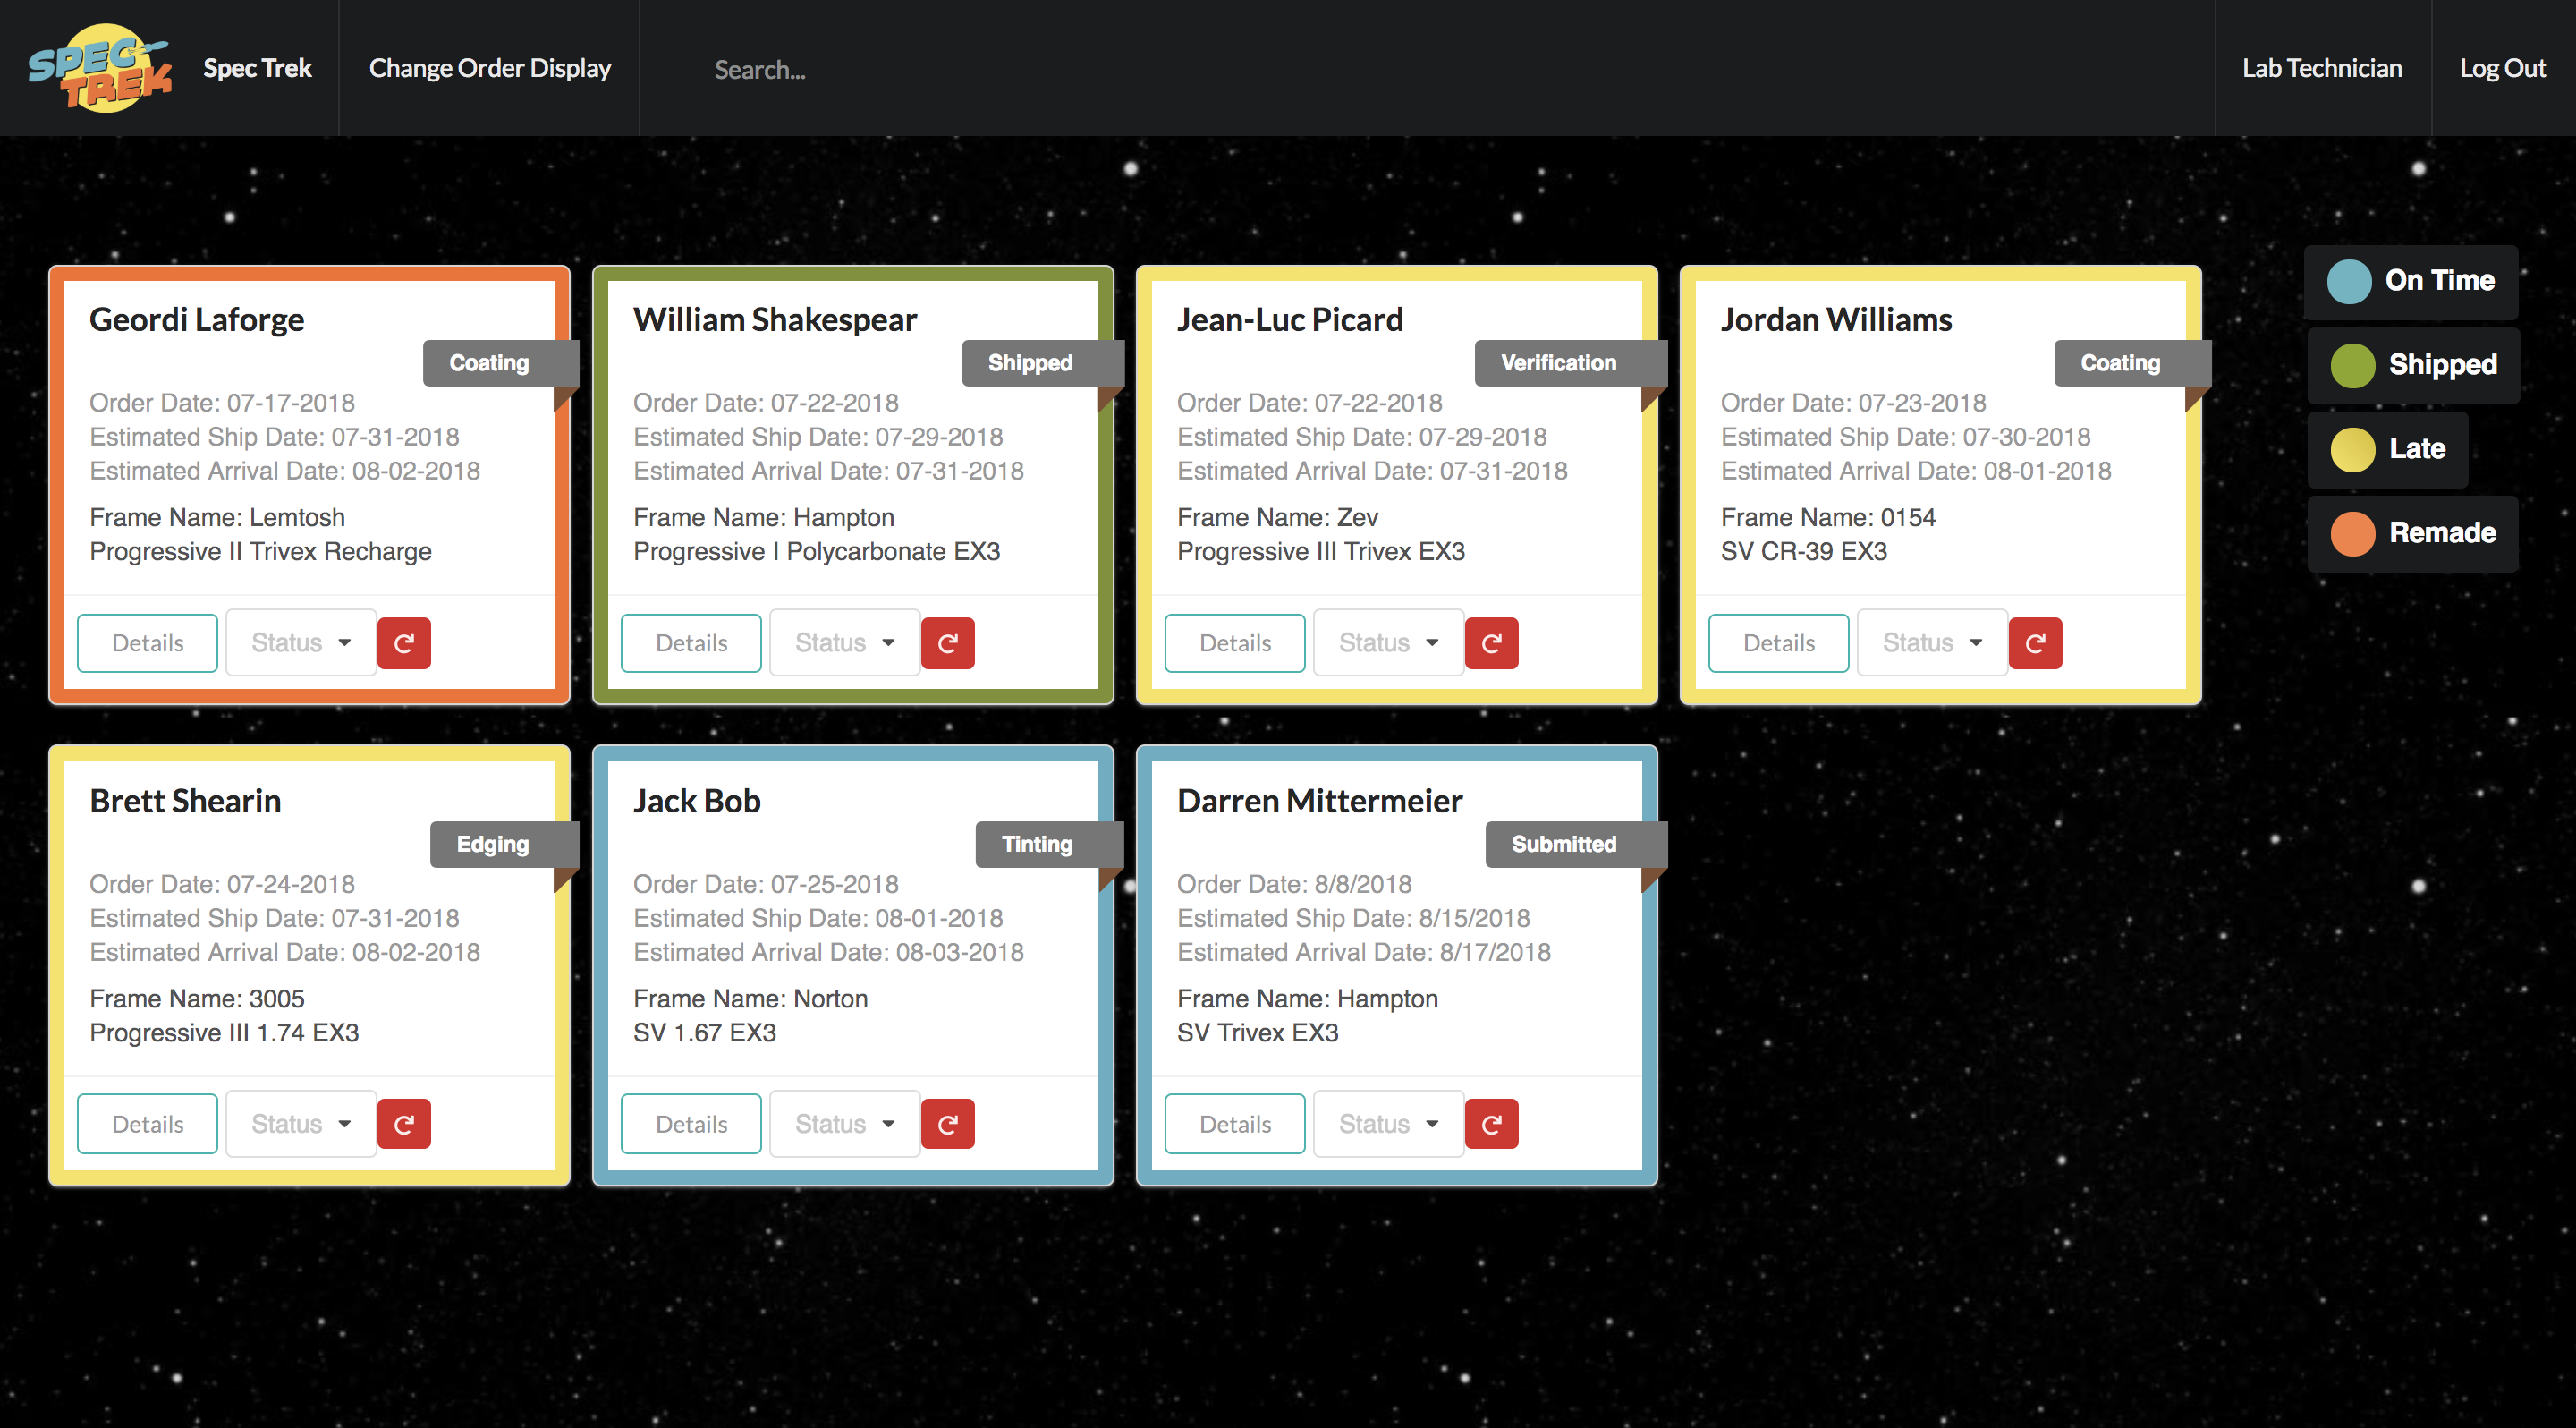 SPEC
TREK
Spec Trek
Change Order Display
Search...
Lab Technician
Log Out
Geordi Laforge
Coating
Order Date: 07-17-2018
Estimated Ship Date: 07-31-2018
Estimated Arrival Date: 08-02-2018
Frame Name: Lemtosh
Progressive II Trivex Recharge
Details
Status
William Shakespear
Shipped
Order Date: 07-22-2018
Estimated Ship Date: 07-29-2018
Estimated Arrival Date: 07-31-2018
Frame Name: Hampton
Progressive I Polycarbonate EX3
Details
Status
Jean-Luc Picard
Verification
Order Date: 07-22-2018
Estimated Ship Date: 07-29-2018
Estimated Arrival Date: 07-31-2018
Frame Name: Zev
Progressive III Trivex EX3
Details
Status
Jordan Williams
Coating
Order Date: 07-23-2018
Estimated Ship Date: 07-30-2018
Estimated Arrival Date: 08-01-2018
Frame Name: 0154
SV CR-39 EX3
Details
Status
On Time
Shipped
Late
Remade
Brett Shearin
Edging
Order Date: 07-24-2018
Estimated Ship Date: 07-31-2018
Estimated Arrival Date: 08-02-2018
Frame Name: 3005
Progressive III 1.74 EX3
Details
Status
Jack Bob
Tinting
Order Date: 07-25-2018
Estimated Ship Date: 08-01-2018
Estimated Arrival Date: 08-03-2018
Frame Name: Norton
SV 1.67 EX3
Details
Status
Darren Mittermeier
Submitted
Order Date: 8/8/2018
Estimated Ship Date: 8/15/2018
Estimated Arrival Date: 8/17/2018
Frame Name: Hampton
SV Trivex EX3
Details
Status